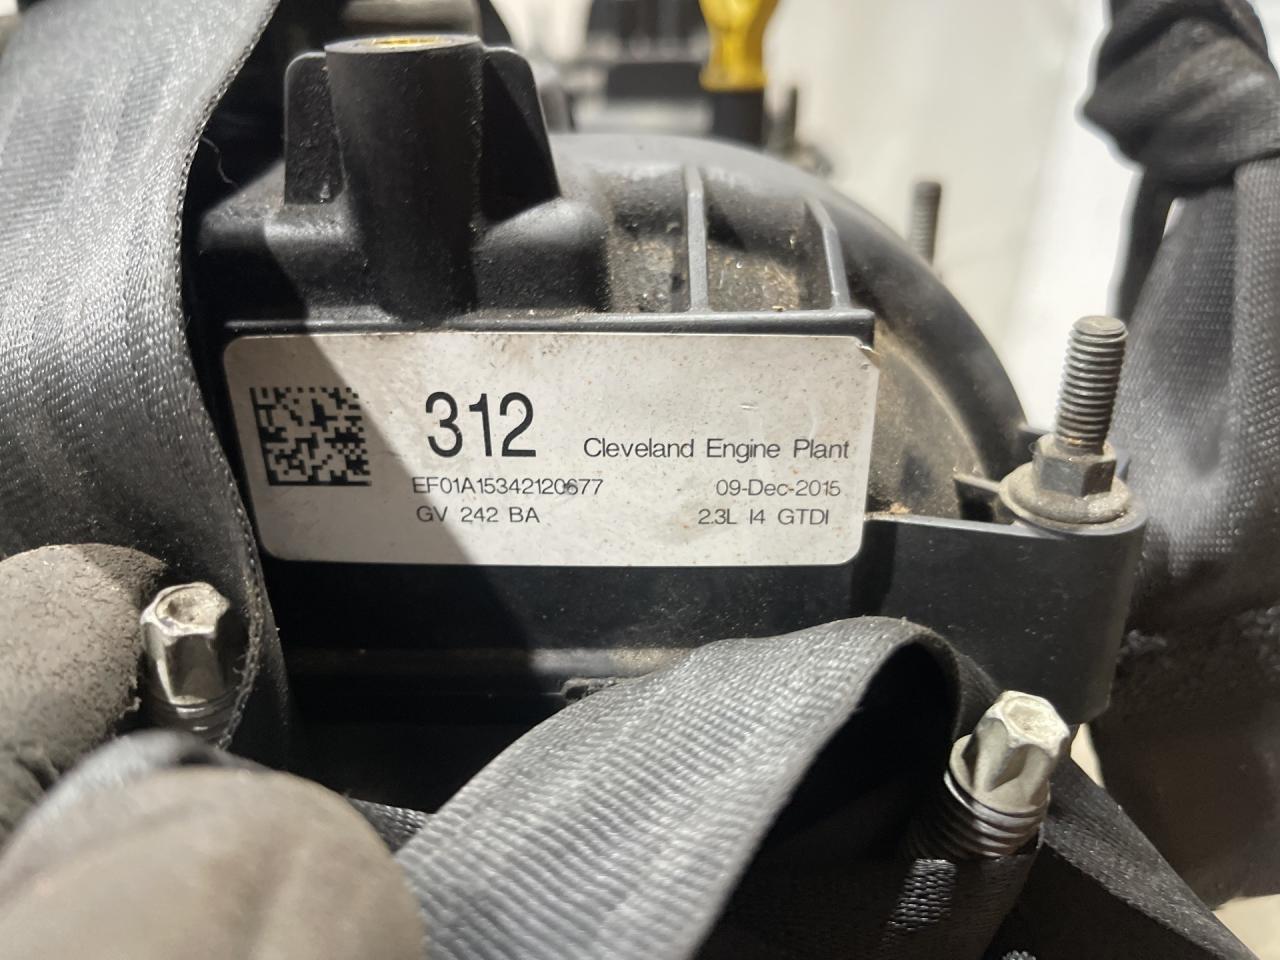 312
Cleveland Engine Plant
EF01A15342120677
09-Dec-2015
GV 242 BA
2.3L I4 GTDI